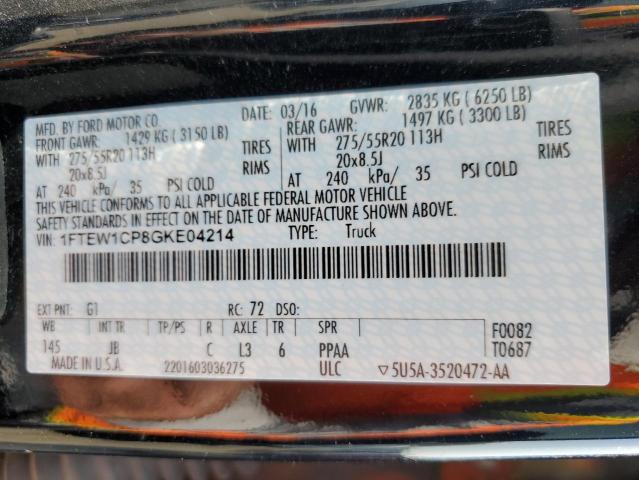 MFD. BY FORD MOTOR CO. DATE: 03/16 GVWR: 2835 KG ( 6250 LB)
FRONT GAWR: 1429 KG ( 3150 LB) REAR GAWR: 1497 KG ( 3300 LB)
WITH 275/55R20 113H TIRES WITH 275/55R20 113H TIRES
20x8.5J RIMS 20x8.5J RIMS
AT 240 kPa/ 35 PSI COLD AT 240 kPa/ 35 PSI COLD
THIS VEHICLE CONFORMS TO ALL APPLICABLE FEDERAL MOTOR VEHICLE
SAFETY STANDARDS IN EFFECT ON THE DATE OF MANUFACTURE SHOWN ABOVE.
VIN: 1FTEW1CP8GKE04214 TYPE: Truck
EXT PNT: G1 RC: 72 DSO:
WB INT TR TP/PS R AXLE TR SPR F0082
145 JB C L3 6 PPAA T0687
MADE IN U.S.A. 2201603036275 ULC ▽5U5A-3520472-AA